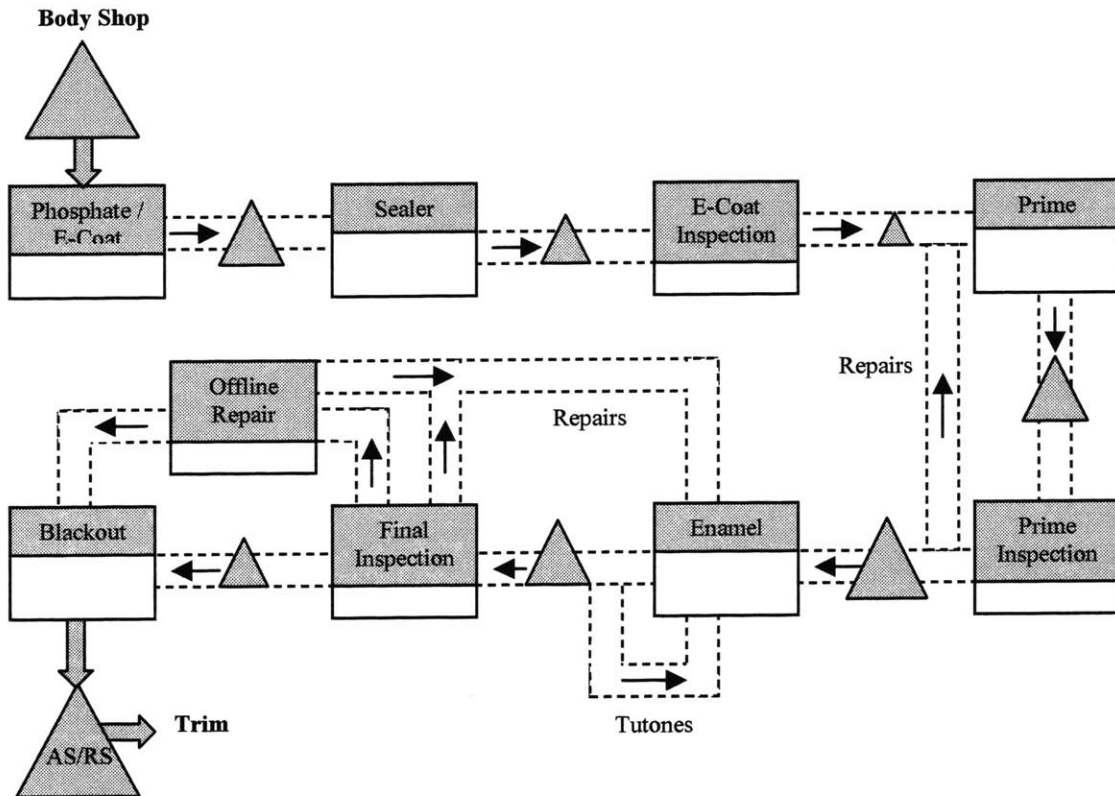 Body Shop
Phosphate /
E-Coat
Sealer
E-Coat
Inspection
Prime
Offline
Repair
Repairs
Repairs
Blackout
Final
Inspection
Enamel
Prime
Inspection
AS/RS
Trim
Tutones